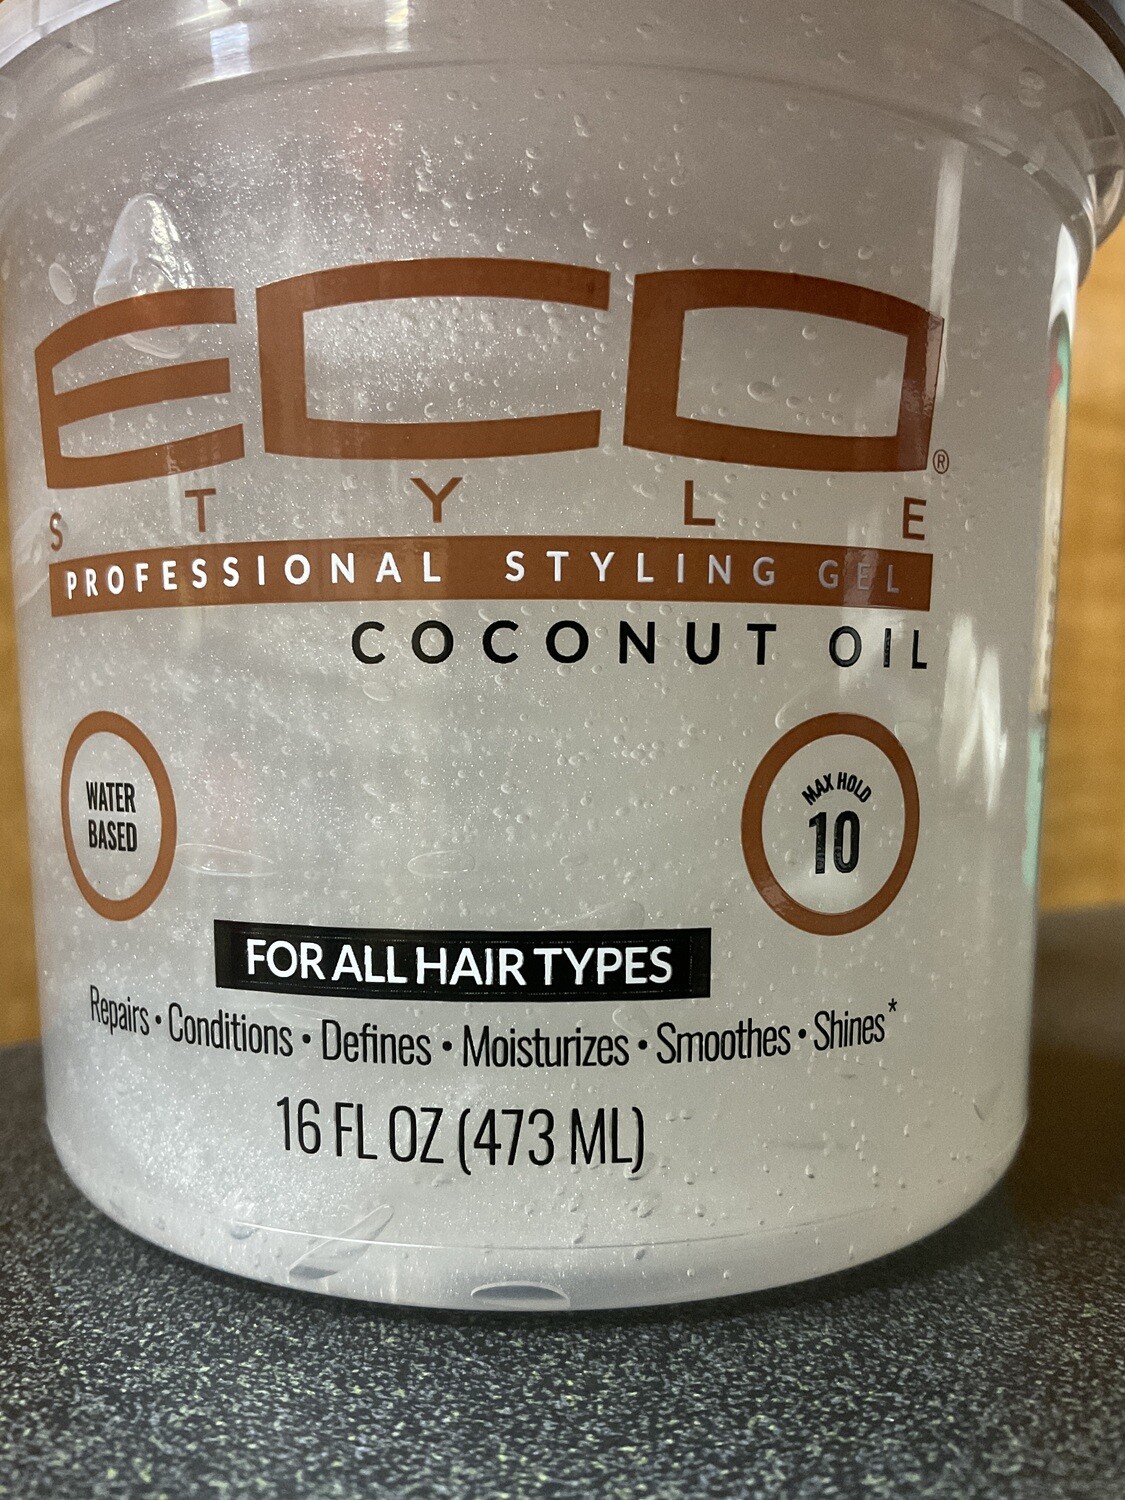 ECO®
STYLE
PROFESSIONAL STYLING GEL
COCONUT OIL
WATER
BASED
MAX HOLD
10
FOR ALL HAIR TYPES
Repairs • Conditions • Defines • Moisturizes • Smoothes • Shines*
16 FL OZ (473 ML)